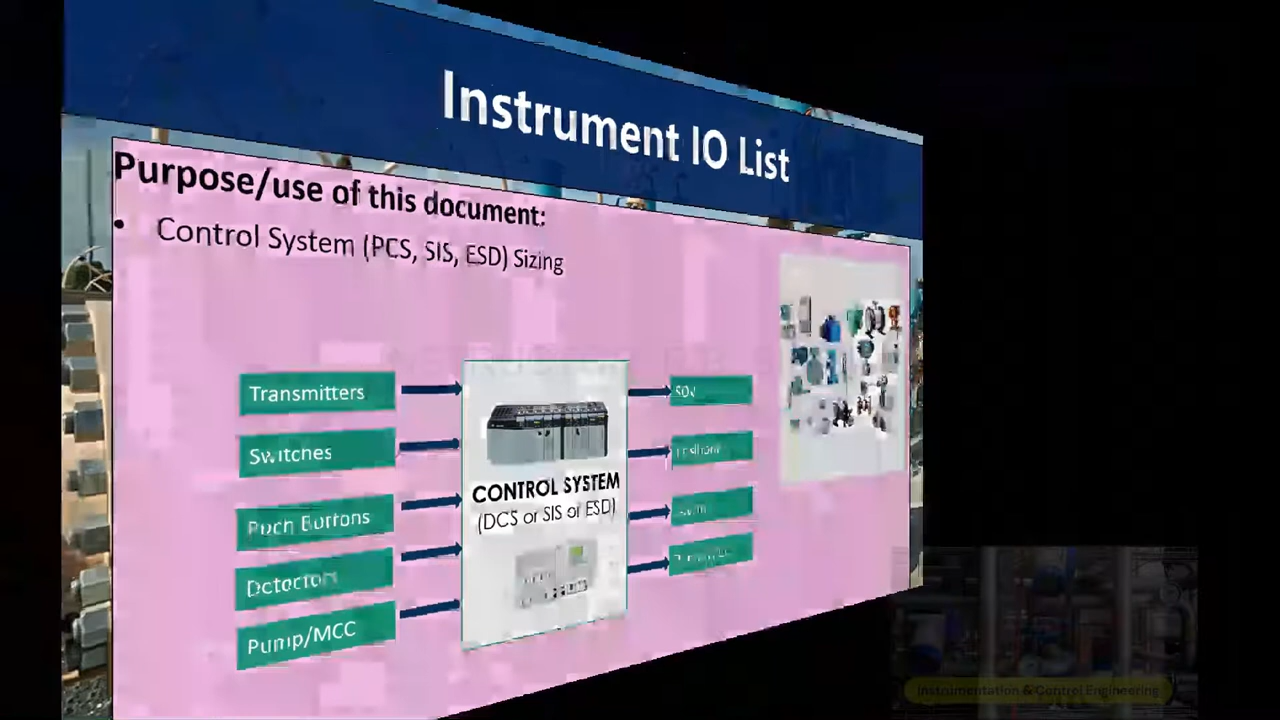 Instrument IO List
Purpose/use of this document:
• Control System (PCS, SIS, ESD) Sizing
Transmitters
Switches
Push Buttons
Detectors
Pump/MCC
CONTROL SYSTEM
(DCS or SIS or ESD)
SOV
Instrumentation & Control Engineering